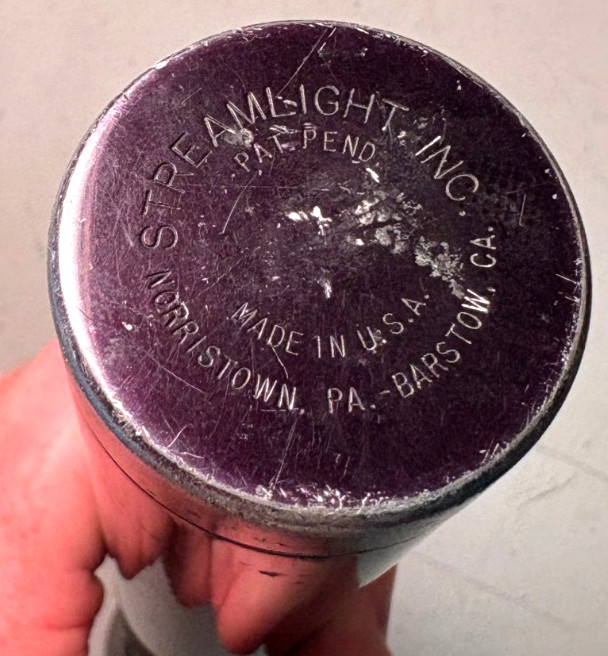 STREAMLIGHT, INC.
PAT. PEND.
MADE IN U.S.A.
NORRISTOWN, PA.-BARSTOW, CA.